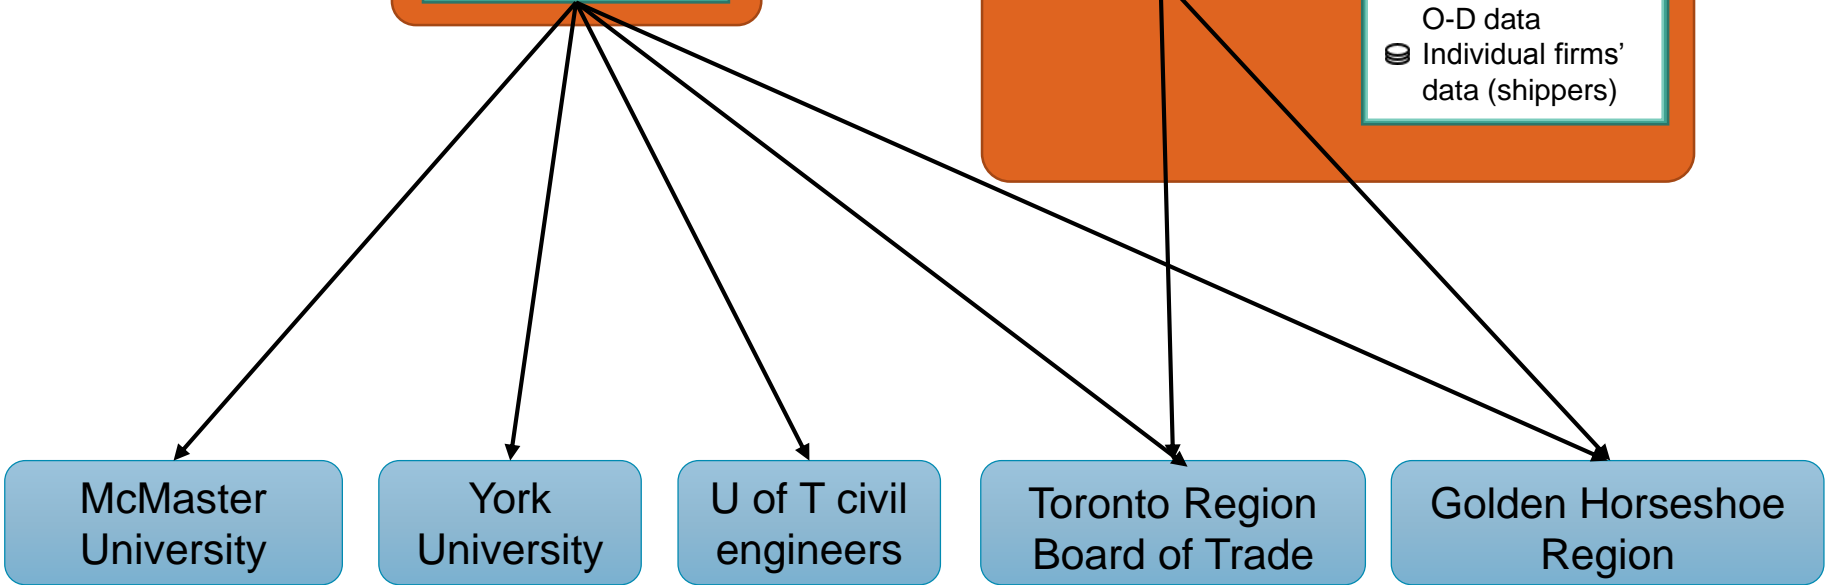 O-D data
Individual firms’
data (shippers)
McMaster
University
York
University
U of T civil
engineers
Toronto Region
Board of Trade
Golden Horseshoe
Region